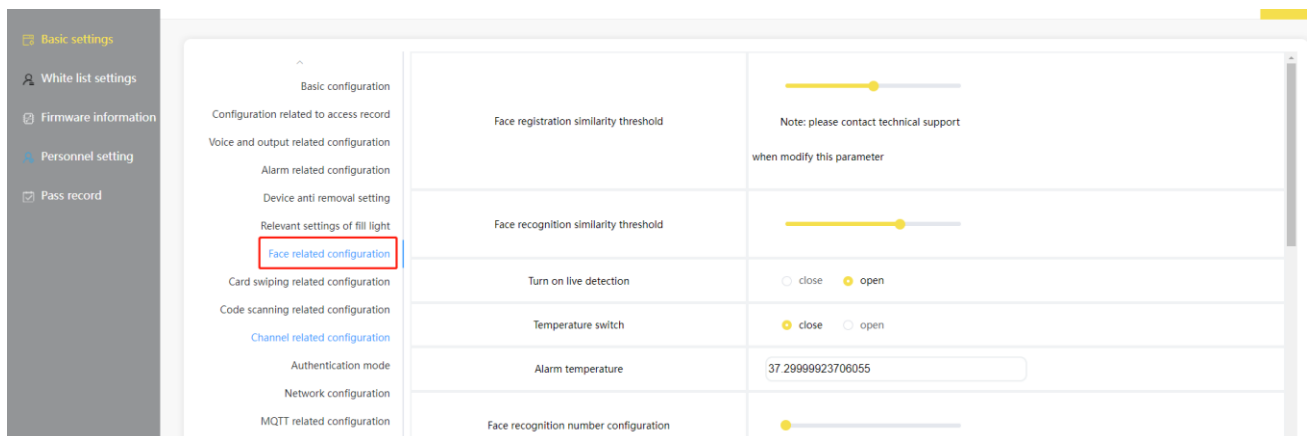 Basic settings
White list settings
Firmware information
Personnel setting
Pass record
Basic configuration
Configuration related to access record
Voice and output related configuration
Alarm related configuration
Device anti removal setting
Relevant settings of fill light
Face related configuration
Card swiping related configuration
Code scanning related configuration
Channel related configuration
Authentication mode
Network configuration
MQTT related configuration
Face registration similarity threshold
Note: please contact technical support
when modify this parameter
Face recognition similarity threshold
Turn on live detection
close open
Temperature switch
close open
Alarm temperature
37.29999923706055
Face recognition number configuration